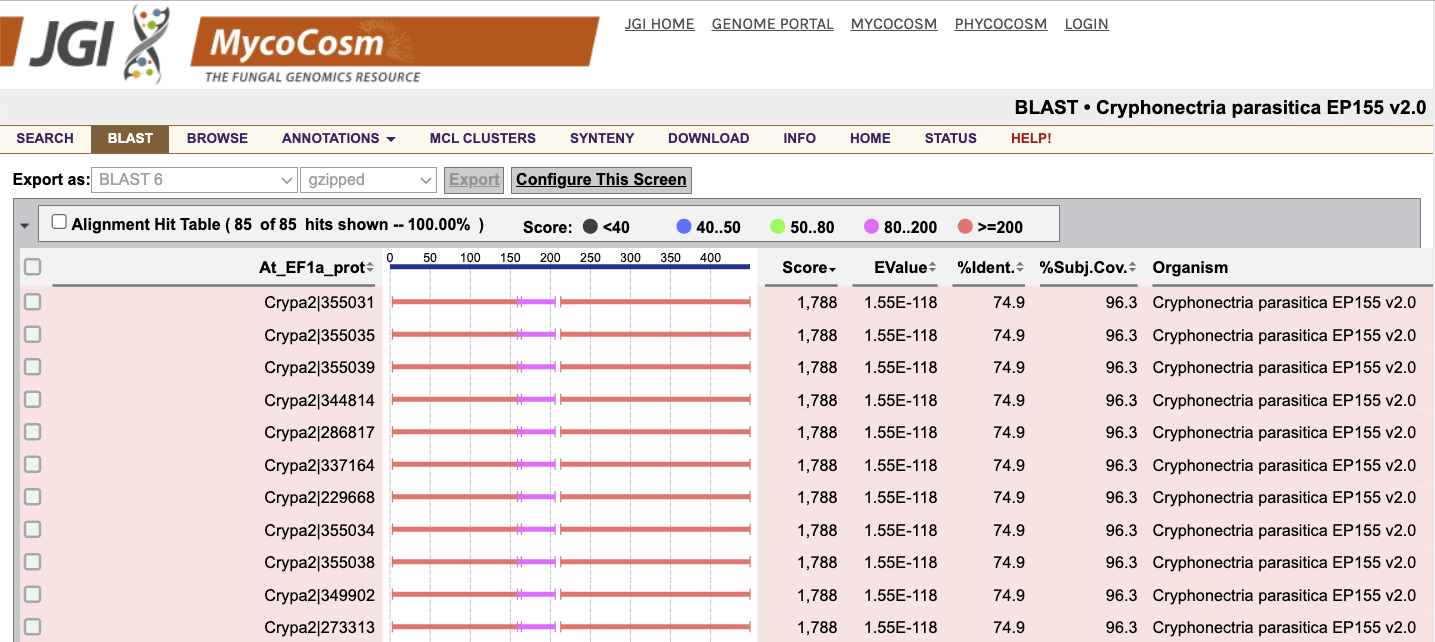 JGI MycoCosm
THE FUNGAL GENOMICS RESOURCE
JGI HOME GENOME PORTAL MYCOCOSM PHYCOCOSM LOGIN
BLAST • Cryphonectria parasitica EP155 v2.0
SEARCH BLAST BROWSE ANNOTATIONS MCL CLUSTERS SYNTENY DOWNLOAD INFO HOME STATUS HELP!
Export as: BLAST 6 gzipped Export Configure This Screen
Alignment Hit Table ( 85 of 85 hits shown -- 100.00% ) Score: <40 40..50 50..80 80..200 >=200
At_EF1a_prot 0 50 100 150 200 250 300 350 400 Score EValue %Ident. %Subj.Cov. Organism
Crypa2|355031 1,788 1.55E-118 74.9 96.3 Cryphonectria parasitica EP155 v2.0
Crypa2|355035 1,788 1.55E-118 74.9 96.3 Cryphonectria parasitica EP155 v2.0
Crypa2|355039 1,788 1.55E-118 74.9 96.3 Cryphonectria parasitica EP155 v2.0
Crypa2|344814 1,788 1.55E-118 74.9 96.3 Cryphonectria parasitica EP155 v2.0
Crypa2|286817 1,788 1.55E-118 74.9 96.3 Cryphonectria parasitica EP155 v2.0
Crypa2|337164 1,788 1.55E-118 74.9 96.3 Cryphonectria parasitica EP155 v2.0
Crypa2|229668 1,788 1.55E-118 74.9 96.3 Cryphonectria parasitica EP155 v2.0
Crypa2|355034 1,788 1.55E-118 74.9 96.3 Cryphonectria parasitica EP155 v2.0
Crypa2|355038 1,788 1.55E-118 74.9 96.3 Cryphonectria parasitica EP155 v2.0
Crypa2|349902 1,788 1.55E-118 74.9 96.3 Cryphonectria parasitica EP155 v2.0
Crypa2|273313 1,788 1.55E-118 74.9 96.3 Cryphonectria parasitica EP155 v2.0